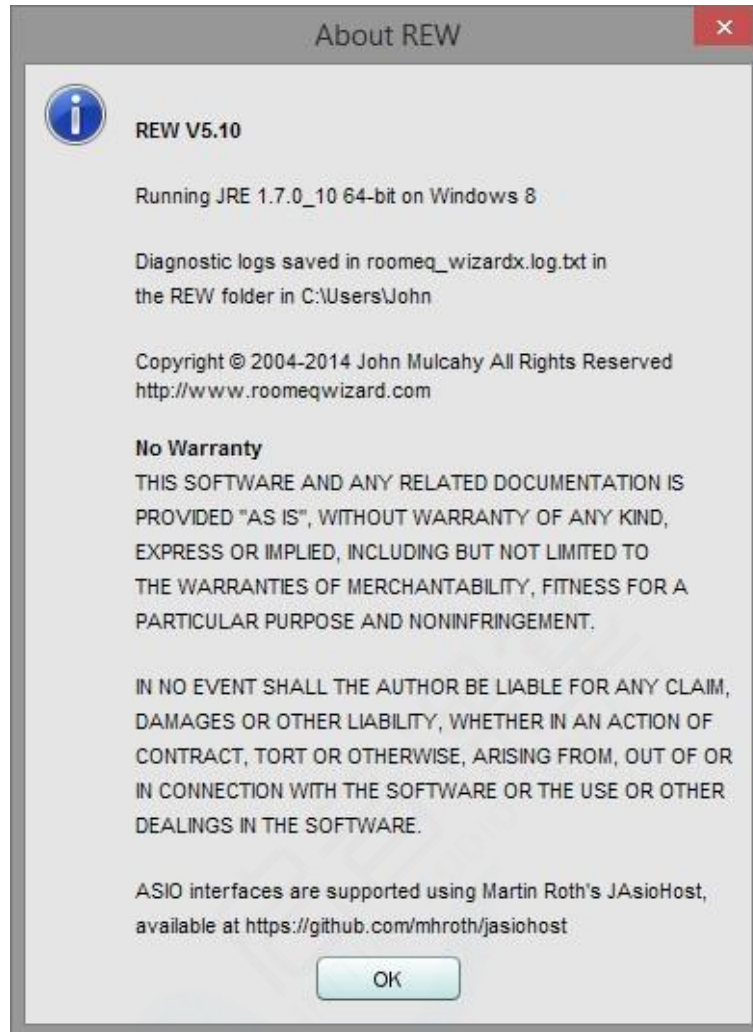 About REW
REW V5.10
Running JRE 1.7.0_10 64-bit on Windows 8
Diagnostic logs saved in roomeq_wizardx.log.txt in
the REW folder in C:\Users\John
Copyright © 2004-2014 John Mulcahy All Rights Reserved
http://www.roomeqwizard.com
No Warranty
THIS SOFTWARE AND ANY RELATED DOCUMENTATION IS
PROVIDED "AS IS", WITHOUT WARRANTY OF ANY KIND,
EXPRESS OR IMPLIED, INCLUDING BUT NOT LIMITED TO
THE WARRANTIES OF MERCHANTABILITY, FITNESS FOR A
PARTICULAR PURPOSE AND NONINFRINGEMENT.
IN NO EVENT SHALL THE AUTHOR BE LIABLE FOR ANY CLAIM,
DAMAGES OR OTHER LIABILITY, WHETHER IN AN ACTION OF
CONTRACT, TORT OR OTHERWISE, ARISING FROM, OUT OF OR
IN CONNECTION WITH THE SOFTWARE OR THE USE OR OTHER
DEALINGS IN THE SOFTWARE.
ASIO interfaces are supported using Martin Roth's JAsioHost,
available at https://github.com/mhroth/jasiohost
OK